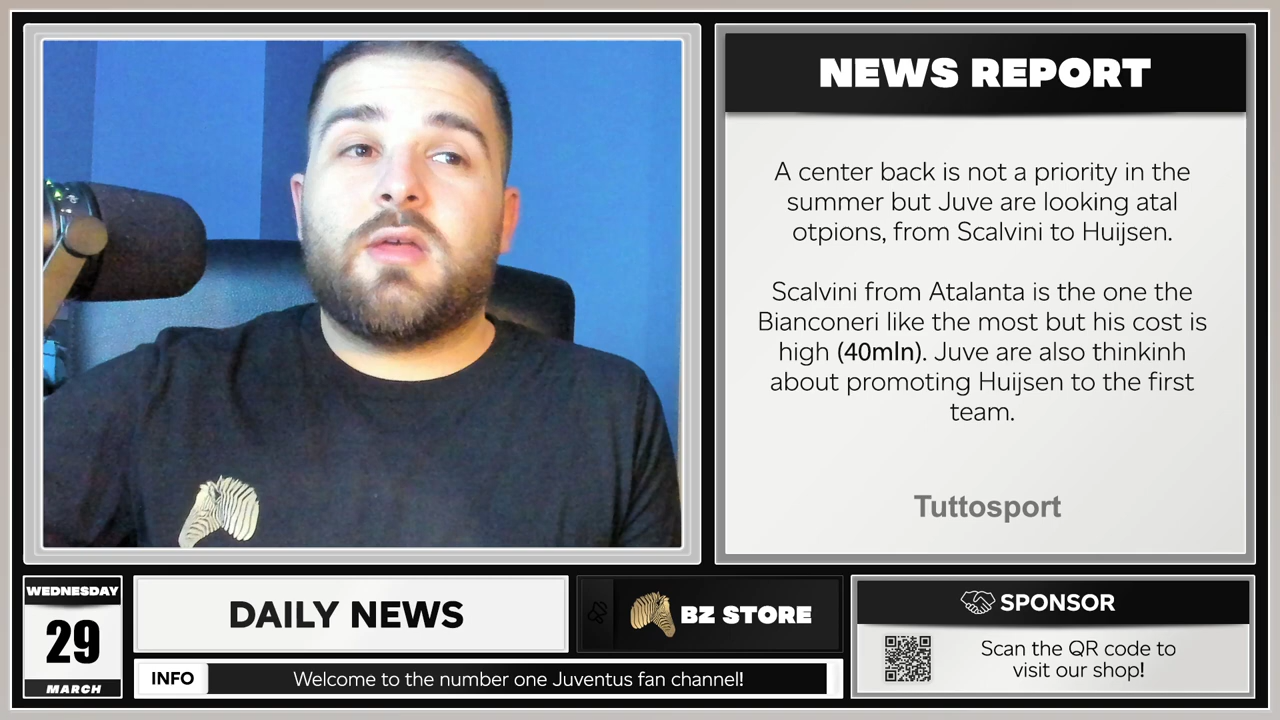 NEWS REPORT
A center back is not a priority in the
summer but Juve are looking atal
otpions, from Scalvini to Huijsen.
Scalvini from Atalanta is the one the
Bianconeri like the most but his cost is
high (40mln). Juve are also thinkinh
about promoting Huijsen to the first
team.
Tuttosport
WEDNESDAY
29
MARCH
DAILY NEWS
BZ STORE
INFO
Welcome to the number one Juventus fan channel!
SPONSOR
Scan the QR code to
visit our shop!